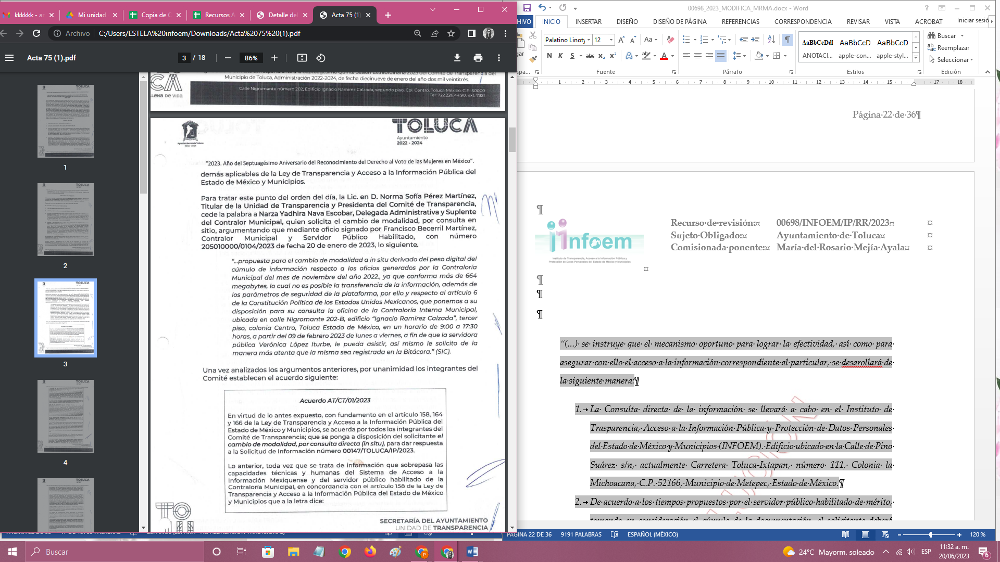 kkkkkk - a
Mi unidad
Copia de C
Recursos A
Detalle del
Acta 75 (1)
Archivo
C:/Users/ESTELA%20infoem/Downloads/Acta%2075%20(1).pdf
Acta 75 (1).pdf
3 / 18
86%
1
2
3
4
Municipio de Toluca, Administración 2022-2024, de fecha diecinueve de enero del año dos mil veintitrés.
LLENA DE VIDA
Calle Nigromante número 202, Edificio Ignacio Ramírez Calzada, segundo piso, Col. Centro, Toluca México. C.P. 50000
Tel: 722.226.44.90. ext. 7321
Ayuntamiento de Toluca
2022 - 2024
TOLUCA
Ayuntamiento
2022 - 2024
“2023. Año del Septuagésimo Aniversario del Reconocimiento del Derecho al Voto de las Mujeres en México”.
demás aplicables de la Ley de Transparencia y Acceso a la Información Pública del
Estado de México y Municipios.
Para tratar este punto del orden del día, la Lic. en D. Norma Sofía Pérez Martínez,
Titular de la Unidad de Transparencia y Presidenta del Comité de Transparencia,
cede la palabra a Narza Yadhira Nava Escobar, Delegada Administrativa y Suplente
del Contralor Municipal, quien solicita el cambio de modalidad, por consulta en
sitio, argumentando que mediante oficio signado por Francisco Becerril Martínez,
Contralor Municipal y Servidor Público Habilitado, con número
205010000/0104/2023 de fecha 20 de enero de 2023, lo siguiente.
“...propuesta para el cambio de modalidad a in situ derivado del peso digital del
cúmulo de información respecto a los oficios generados por la Contraloría
Municipal del mes de noviembre del año 2022., ya que conforma más de 664
megabytes, lo cual no es posible la transferencia de la información, además de
los parámetros de seguridad de la plataforma, por ello y respecto al artículo 6
de la Constitución Política de los Estados Unidos Mexicanos, que ponemos a su
disposición para su consulta la oficina de la Contraloría Interna Municipal,
ubicada en calle Nigromante 202-B, edificio “Ignacio Ramírez Calzada”, tercer
piso, colonia Centro, Toluca Estado de México, en un horario de 9:00 a 17:30
horas, a partir del 09 de febrero 2023 de lunes a viernes, a fin de que la servidora
pública Verónica López Iturbe, le pueda asistir, así mismo le solicito de la
manera más atenta que la misma sea registrada en la Bitácora.” (SIC).
Una vez analizados los argumentos anteriores, por unanimidad los integrantes del
Comité establecen el acuerdo siguiente:
Acuerdo AT/CT/01/2023
En virtud de lo antes expuesto, con fundamento en el artículo 158, 164
y 166 de la Ley de Transparencia y Acceso a la Información Pública del
Estado de México y Municipios, se acuerda por todos los integrantes del
Comité de Transparencia; que se ponga a disposición del solicitante el
cambio de modalidad, por consulta directa (in situ), para dar respuesta
a la Solicitud de Información número 00147/TOLUCA/IP/2023.
Lo anterior, toda vez que se trata de información que sobrepasa las
capacidades técnicas y humanas del Sistema de Acceso a la
Información Mexiquense y del servidor público habilitado de la
Contraloría Municipal, en concordancia con el artículo 158 de la Ley de
Transparencia y Acceso a la Información Pública del Estado de México
y Municipios que a la letra dice:
SECRETARÍA DEL AYUNTAMIENTO
UNIDAD DE TRANSPARENCIA
00698_2023_MODIFICA_MRMA.docx - Word
HIVO INICIO INSERTAR DISEÑO DISEÑO DE PÁGINA REFERENCIAS CORRESPONDENCIA REVISAR VISTA ACROBAT Iniciar sesió
Palatino Linoty 12
N K S abc
AaBbCcDdI AaBbCcD AaBbCcD
ANOTACI... apple-con... apple-styl...
Buscar
Reemplazar
Seleccionar
Fuente Párrafo Estilos Edición
1 2 3 4 5 6 7 8 9 10 11 12 13 14 15 17 18
Página 22 de 36
infoem
Instituto de Transparencia, Acceso a la Información Pública y
Protección de Datos Personales del Estado de México y Municipios
Recurso de revisión: 00698/INFOEM/IP/RR/2023
Sujeto Obligado: Ayuntamiento de Toluca
Comisionada ponente: María del Rosario Mejía Ayala
“(...) se instruye que el mecanismo oportuno para lograr la efectividad, así como para
asegurar con ello el acceso a la información correspondiente al particular, se desarollará de
la siguiente manera:
1. La Consulta directa de la información se llevará a cabo en el Instituto de
Trasparencia, Acceso a la Información Pública y Protección de Datos Personales
del Estado de México y Municipios (INFOEM). Edificio ubicado en la Calle de Pino
Suárez s/n, actualmente Carretera Toluca-Ixtapan, número 111, Colonia la
Michoacana, C.P. 52166, Municipio de Metepec, Estado de México.
2. De acuerdo a los tiempos propuestos por el servidor público habilitado de mérito,
tomando en consideración el cúmulo de la documentación, el solicitante deberá
PÁGINA 22 DE 36 9191 PALABRAS ESPAÑOL (MÉXICO) 120 %
Buscar
24°C Mayorm. soleado
ESP
11:32 a. m.
20/06/2023
6